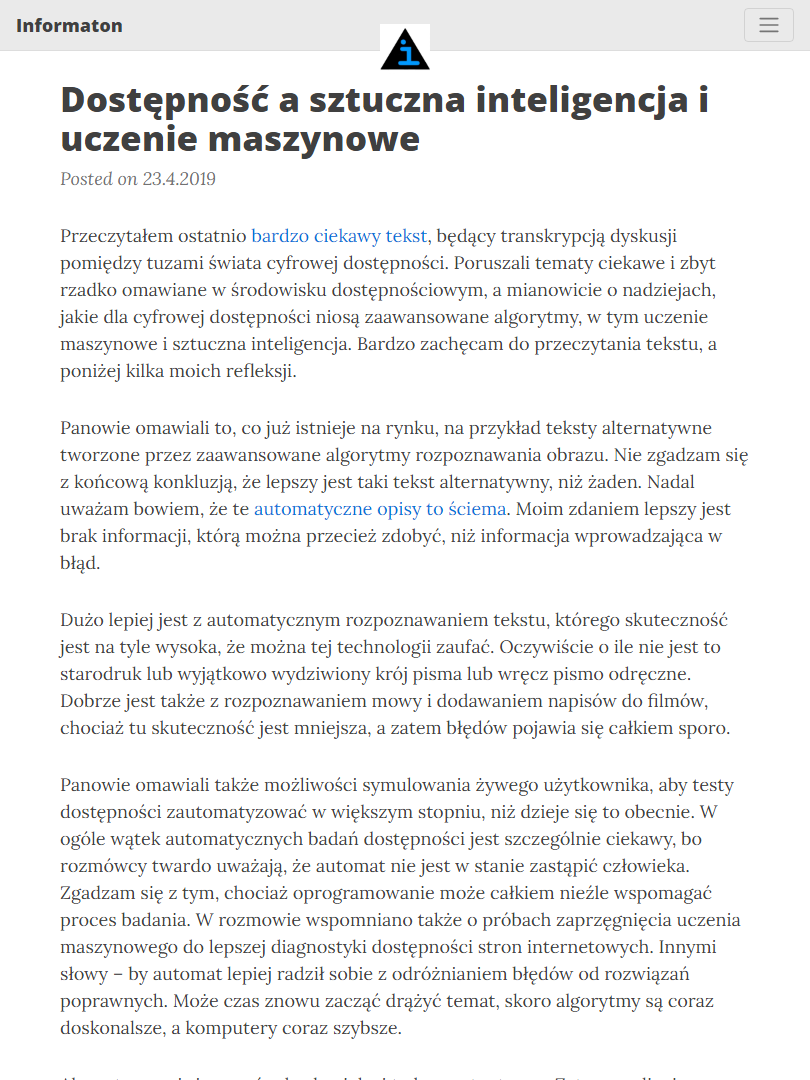 Informaton
Dostępność a sztuczna inteligencja i
uczenie maszynowe
Posted on 23.4.2019
Przeczytałem ostatnio bardzo ciekawy tekst, będący transkrypcją dyskusji
pomiędzy tuzami świata cyfrowej dostępności. Poruszali tematy ciekawe i zbyt
rzadko omawiane w środowisku dostępnościowym, a mianowicie o nadziejach,
jakie dla cyfrowej dostępności niosą zaawansowane algorytmy, w tym uczenie
maszynowe i sztuczna inteligencja. Bardzo zachęcam do przeczytania tekstu, a
poniżej kilka moich refleksji.
Panowie omawiali to, co już istnieje na rynku, na przykład teksty alternatywne
tworzone przez zaawansowane algorytmy rozpoznawania obrazu. Nie zgadzam się
z końcową konkluzją, że lepszy jest taki tekst alternatywny, niż żaden. Nadal
uważam bowiem, że te automatyczne opisy to ściema. Moim zdaniem lepszy jest
brak informacji, którą można przecież zdobyć, niż informacja wprowadzająca w
błąd.
Dużo lepiej jest z automatycznym rozpoznawaniem tekstu, którego skuteczność
jest na tyle wysoka, że można tej technologii zaufać. Oczywiście o ile nie jest to
starodruk lub wyjątkowo wydziwiony krój pisma lub wręcz pismo odręczne.
Dobrze jest także z rozpoznawaniem mowy i dodawaniem napisów do filmów,
chociaż tu skuteczność jest mniejsza, a zatem błędów pojawia się całkiem sporo.
Panowie omawiali także możliwości symulowania żywego użytkownika, aby testy
dostępności zautomatyzować w większym stopniu, niż dzieje się to obecnie. W
ogóle wątek automatycznych badań dostępności jest szczególnie ciekawy, bo
rozmówcy twardo uważają, że automat nie jest w stanie zastąpić człowieka.
Zgadzam się z tym, chociaż oprogramowanie może całkiem nieźle wspomagać
proces badania. W rozmowie wspomniano także o próbach zaprzęgnięcia uczenia
maszynowego do lepszej diagnostyki dostępności stron internetowych. Innymi
słowy – by automat lepiej radził sobie z odróżnianiem błędów od rozwiązań
poprawnych. Może czas znowu zacząć drążyć temat, skoro algorytmy są coraz
doskonalsze, a komputery coraz szybsze.